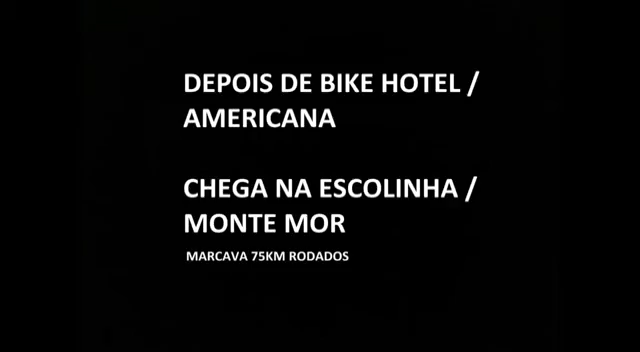 DEPOIS DE BIKE HOTEL /
AMERICANA
CHEGA NA ESCOLINHA /
MONTE MOR
MARCAVA 75KM RODADOS